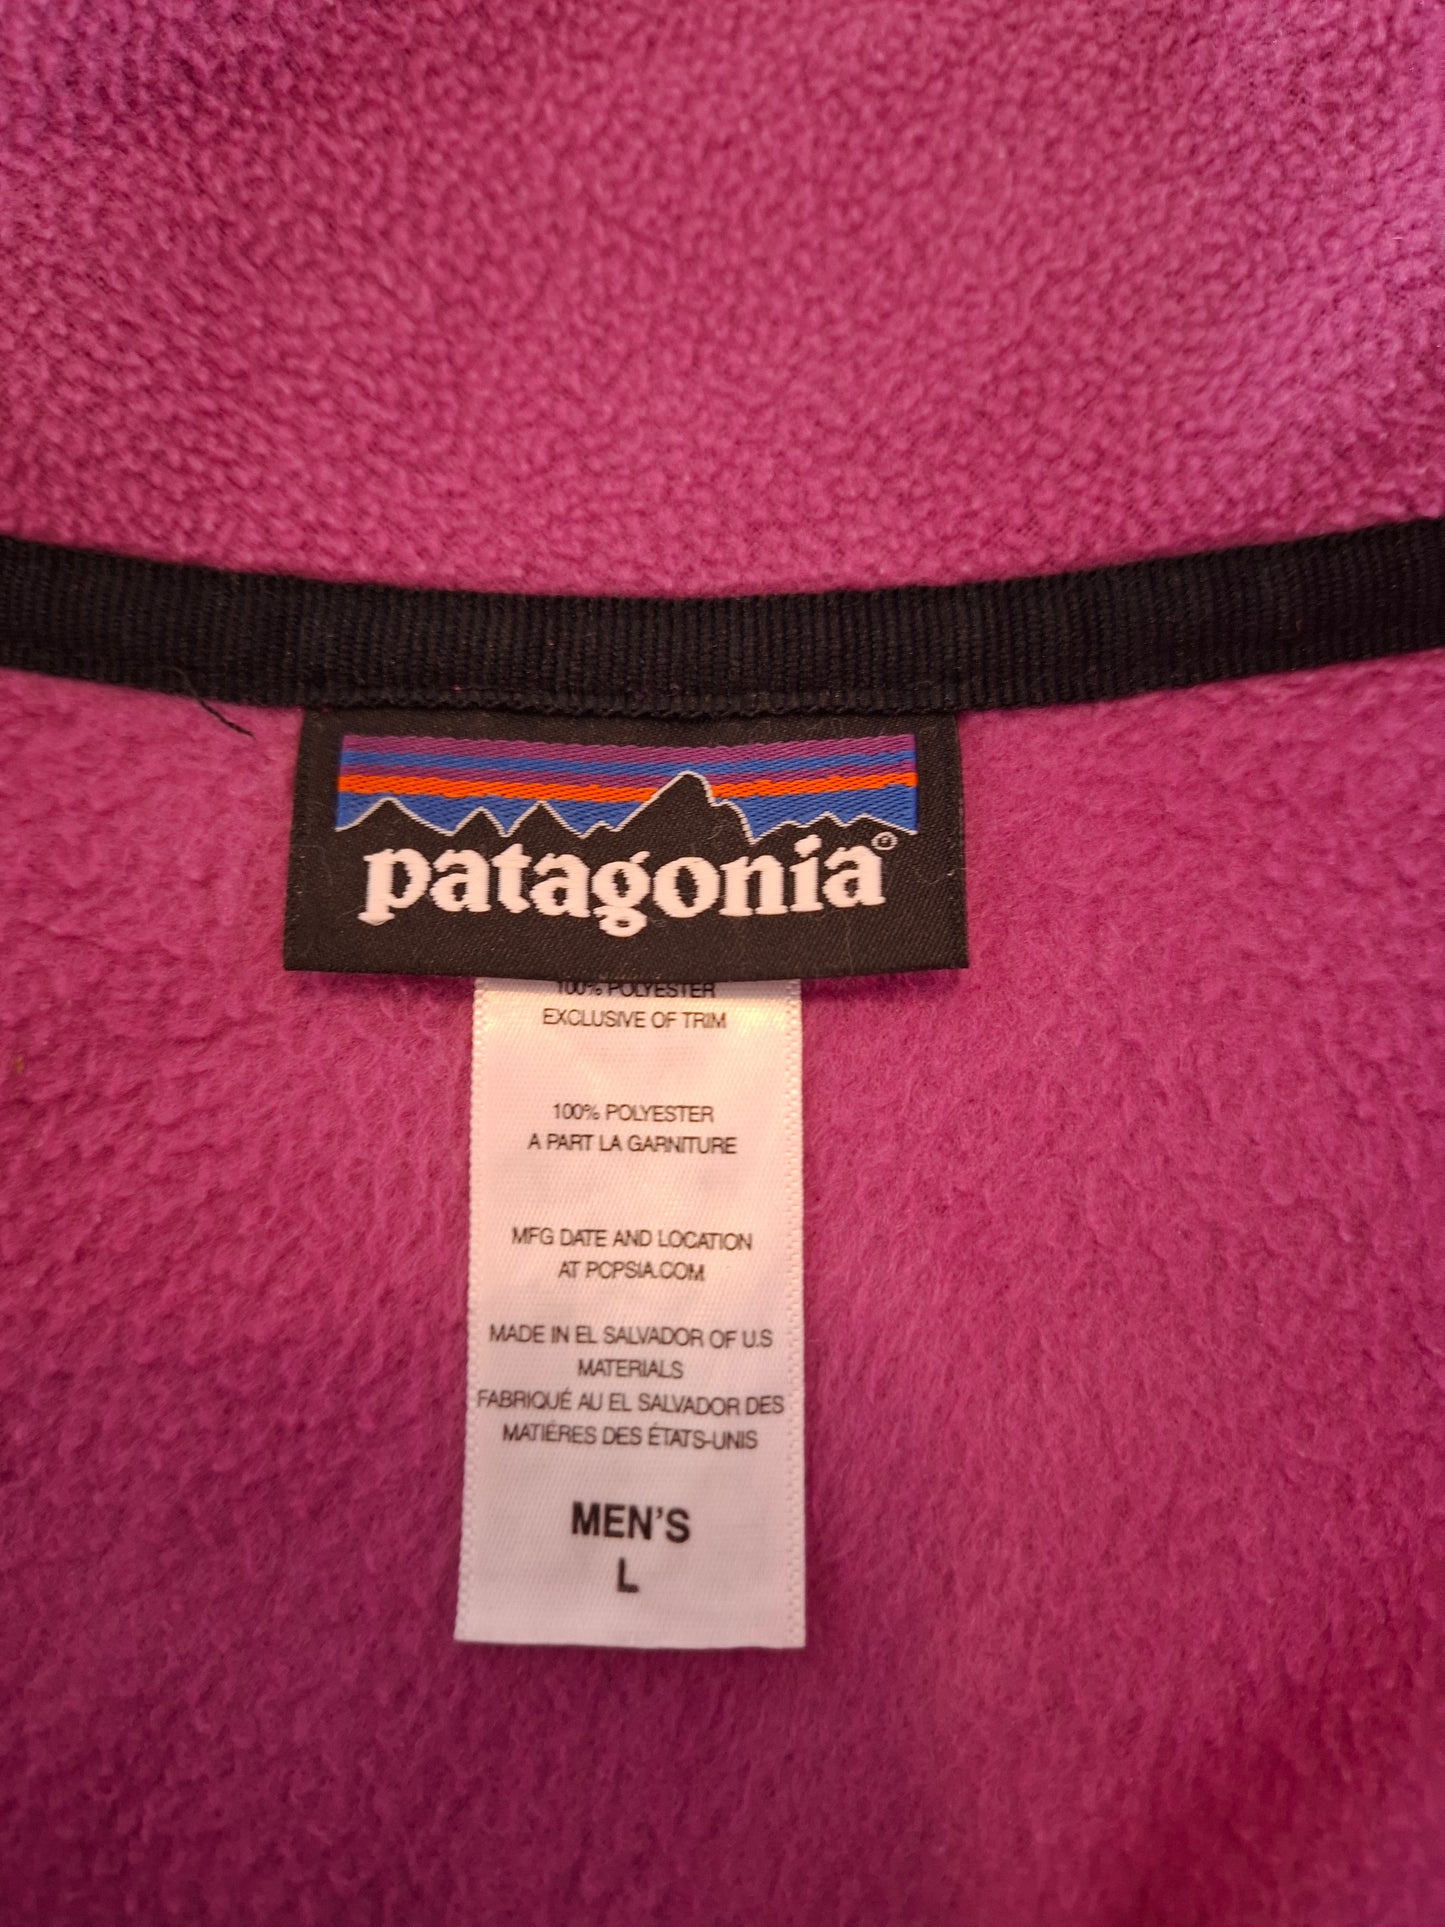 patagonia®
100% POLYESTER
EXCLUSIVE OF TRIM
100% POLYESTER
A PART LA GARNITURE
MFG DATE AND LOCATION
AT PCPSIA.COM
MADE IN EL SALVADOR OF U.S
MATERIALS
FABRIQUÉ AU EL SALVADOR DES
MATIÉRES DES ÉTATS-UNIS
MEN'S
L